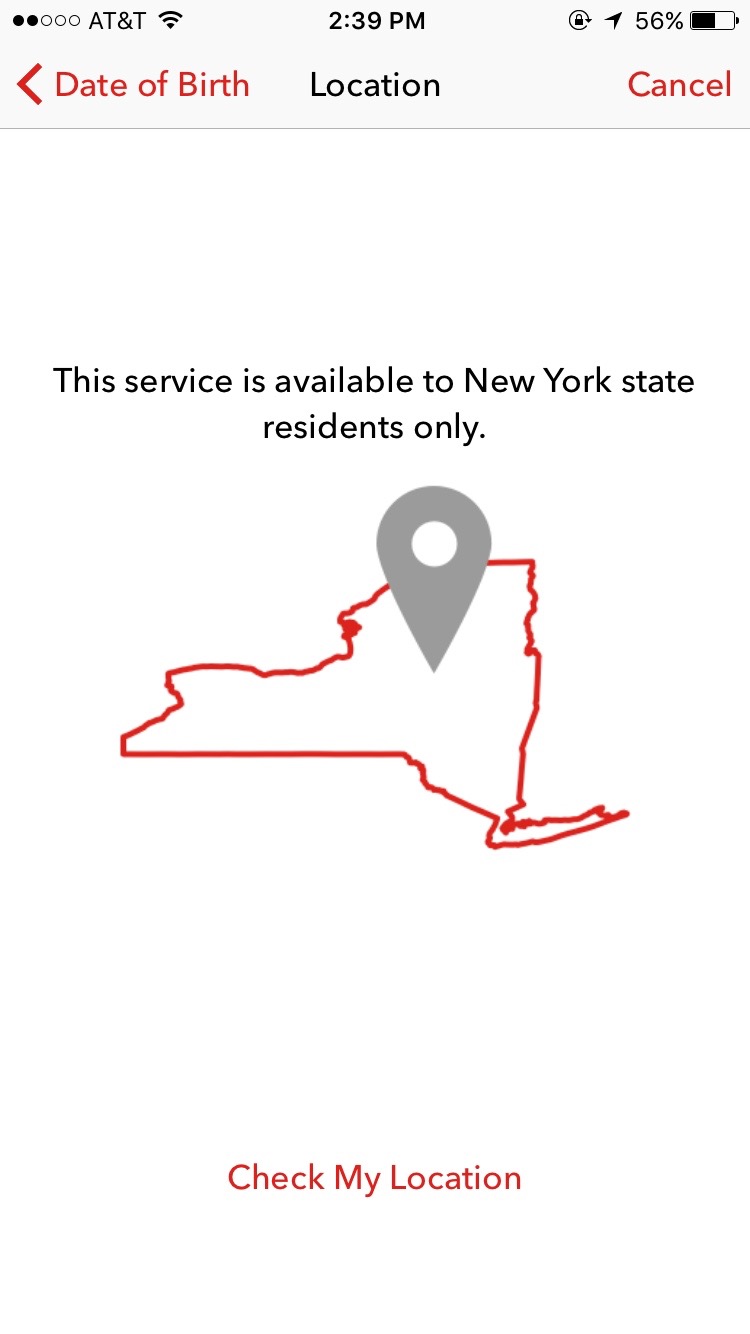 AT&T 2:39 PM 56%
Date of Birth Location Cancel
This service is available to New York state
residents only.
Check My Location